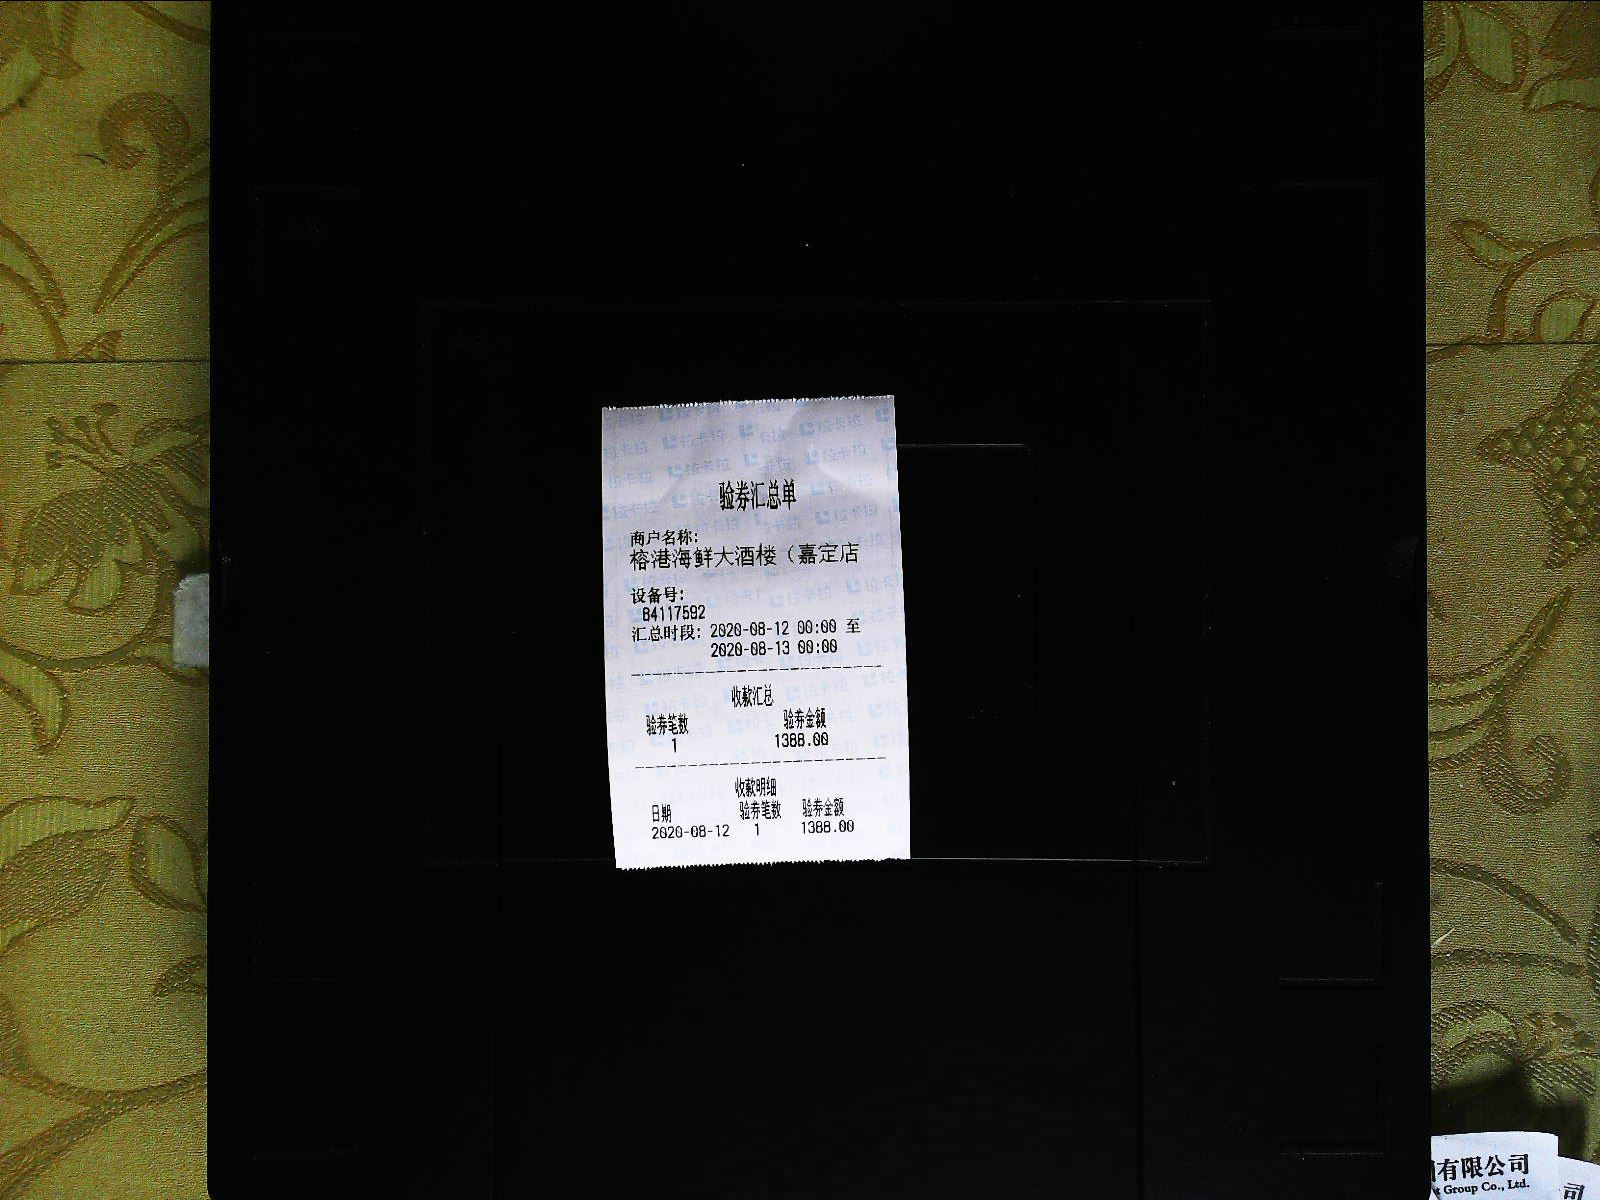 验券汇总单
商户名称:
榕港海鲜大酒楼（嘉定店
设备号:
84117592
汇总时段: 2020-08-12 00:00 至
2020-08-13 00:00
收款汇总
验券笔数 验券金额
1 1388.00
收款明细
日期 验券笔数 验券金额
2020-08-12 1 1388.00
有限公司
t Group Co., Ltd.
司